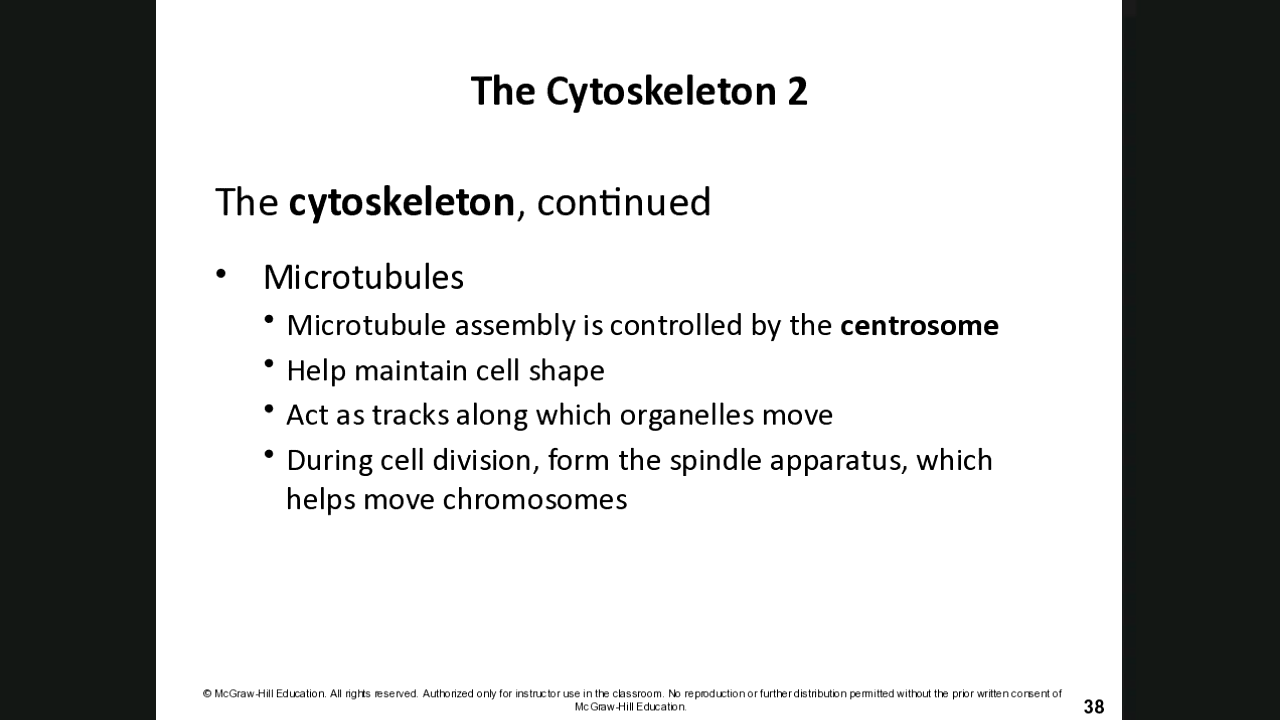 The Cytoskeleton 2
The cytoskeleton, continued
• Microtubules
• Microtubule assembly is controlled by the centrosome
• Help maintain cell shape
• Act as tracks along which organelles move
• During cell division, form the spindle apparatus, which
helps move chromosomes
© McGraw-Hill Education. All rights reserved. Authorized only for instructor use in the classroom. No reproduction or further distribution permitted without the prior written consent of
McGraw-Hill Education.
38